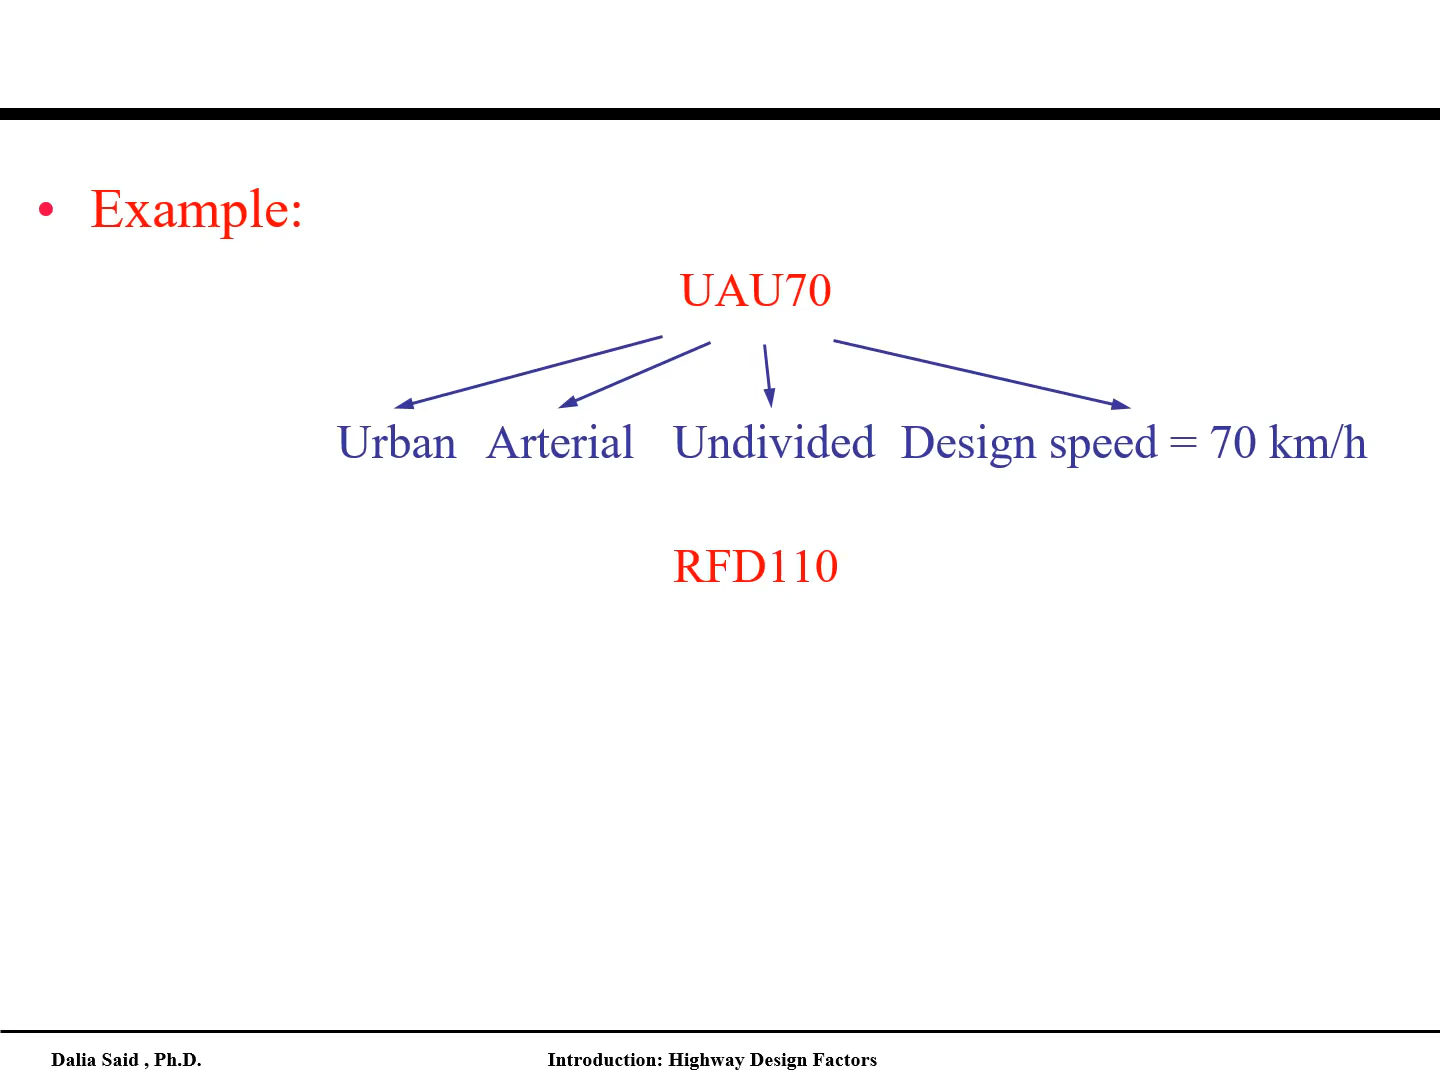 • Example:
UAU70
Urban Arterial Undivided Design speed = 70 km/h
RFD110
Dalia Said , Ph.D. Introduction: Highway Design Factors